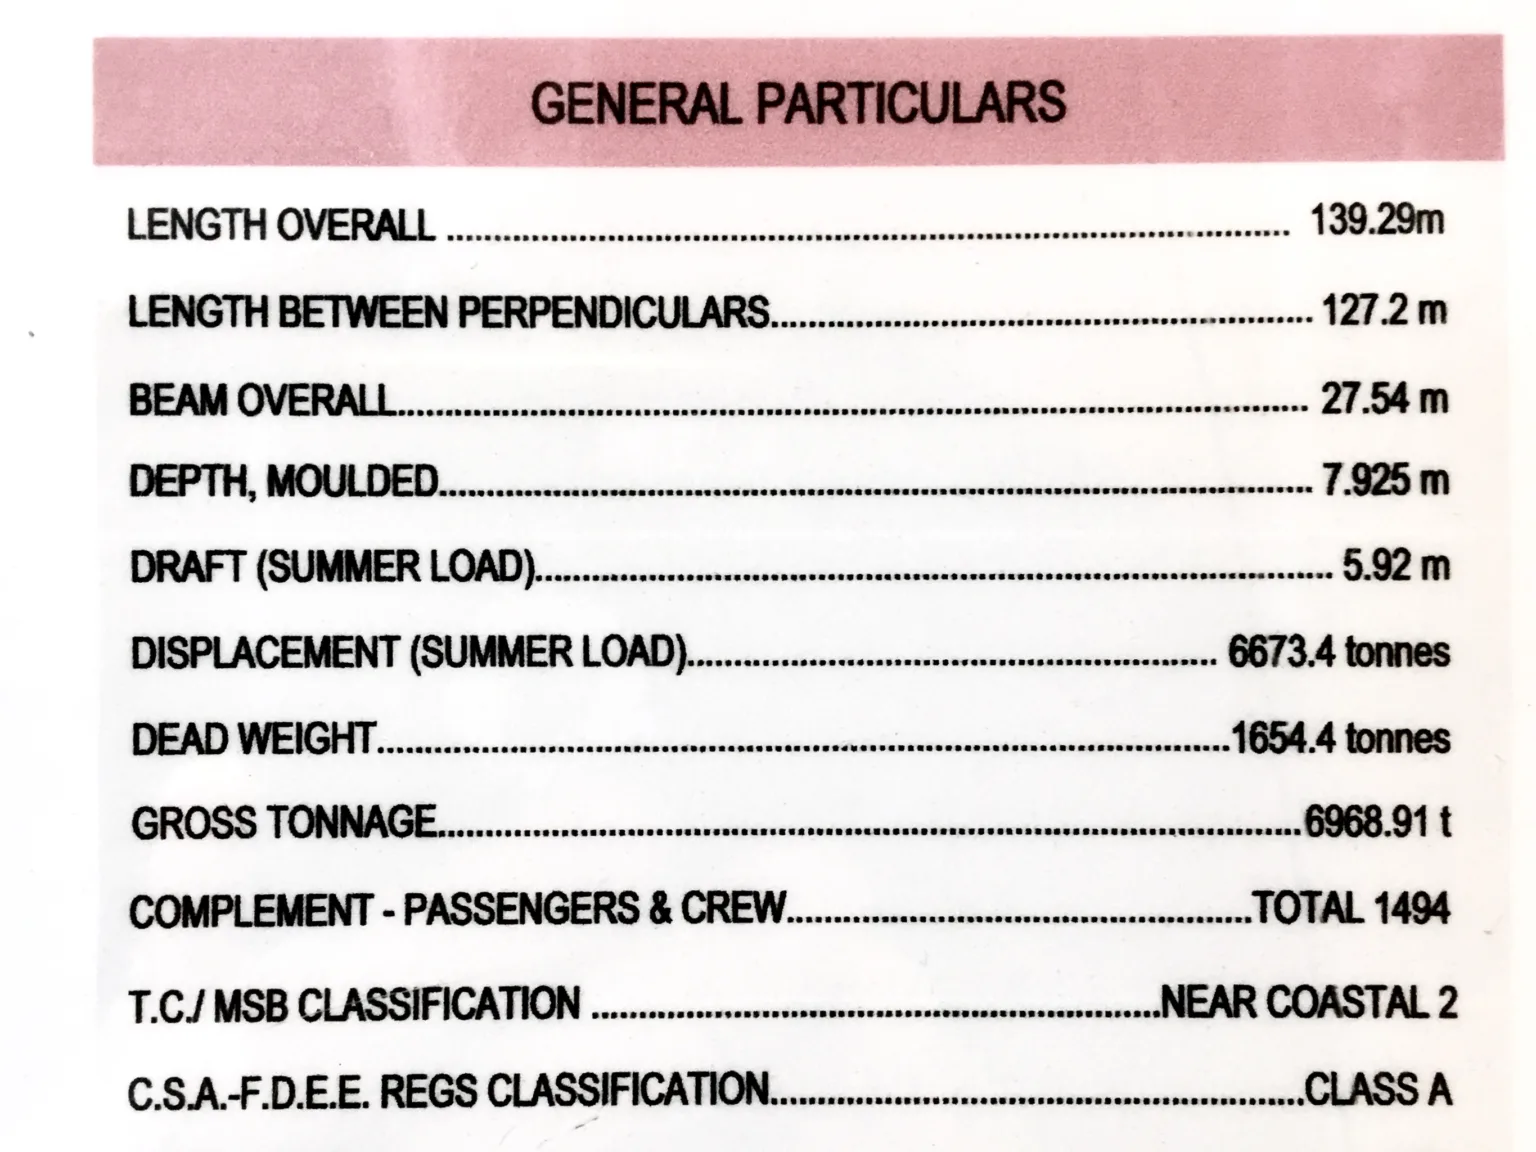 GENERAL PARTICULARS
LENGTH OVERALL ........................................................................................ 139.29m
LENGTH BETWEEN PERPENDICULARS......................................................... 127.2 m
BEAM OVERALL................................................................................................ 27.54 m
DEPTH, MOULDED............................................................................................ 7.925 m
DRAFT (SUMMER LOAD).................................................................................... 5.92 m
DISPLACEMENT (SUMMER LOAD)........................................................ 6673.4 tonnes
DEAD WEIGHT..........................................................................................1654.4 tonnes
GROSS TONNAGE...........................................................................................6968.91 t
COMPLEMENT - PASSENGERS & CREW.................................................TOTAL 1494
T.C./ MSB CLASSIFICATION ............................................................NEAR COASTAL 2
C.S.A.-F.D.E.E. REGS CLASSIFICATION........................................................CLASS A